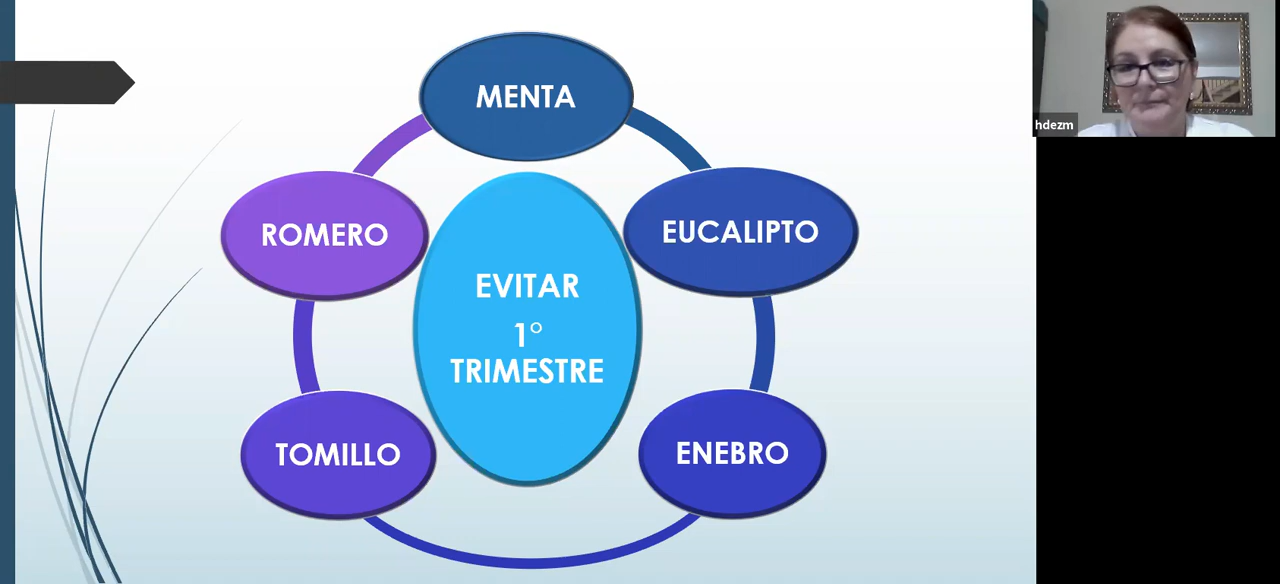 MENTA
EUCALIPTO
ENEBRO
TOMILLO
ROMERO
EVITAR
1°
TRIMESTRE
hdezm